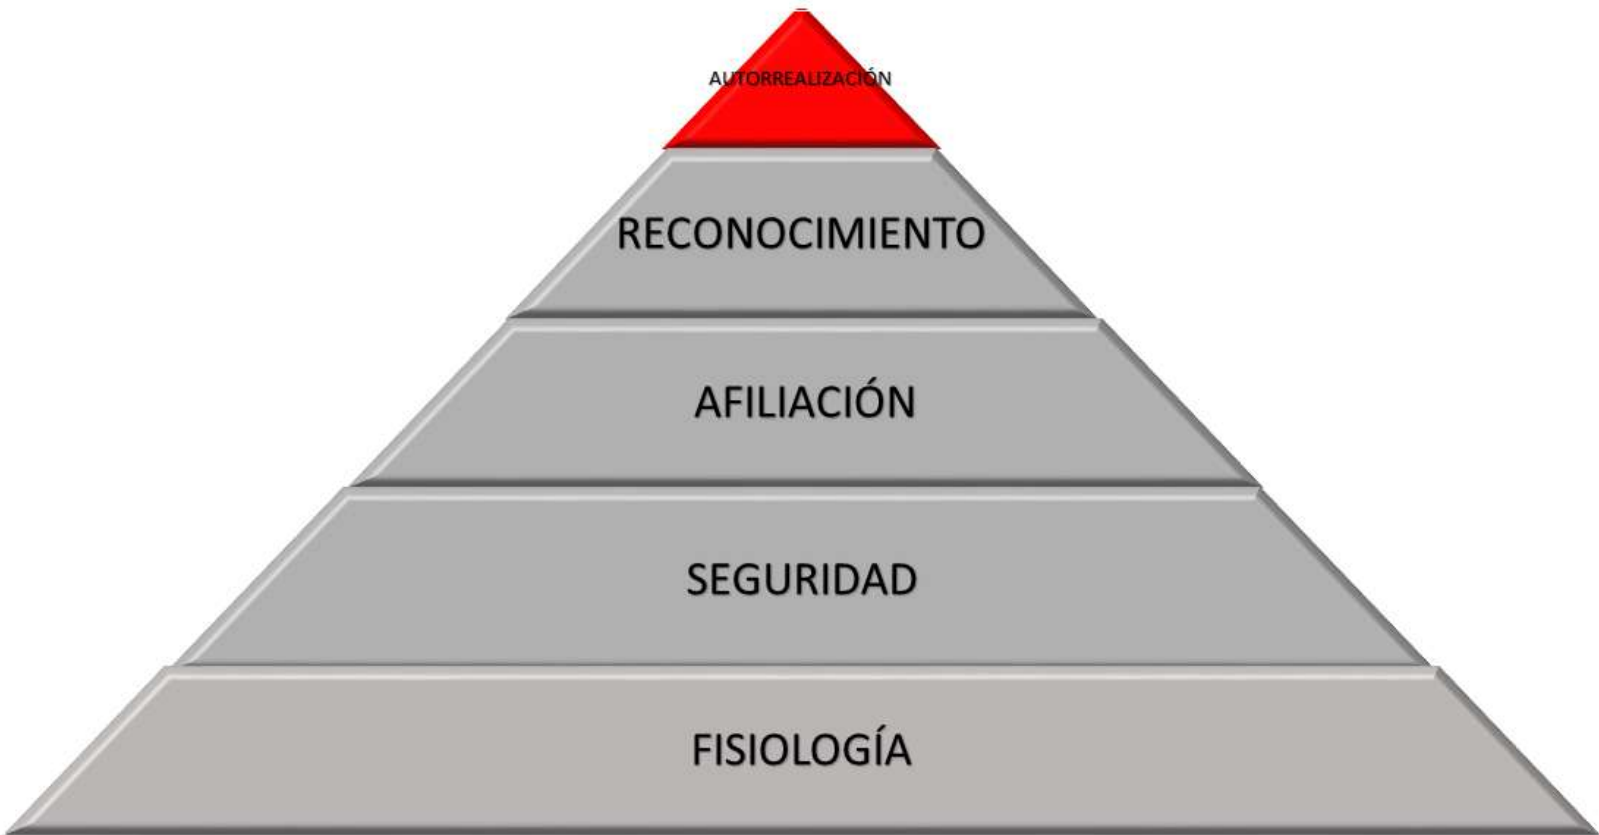 AUTORREALIZACIÓN
RECONOCIMIENTO
AFILIACIÓN
SEGURIDAD
FISIOLOGÍA